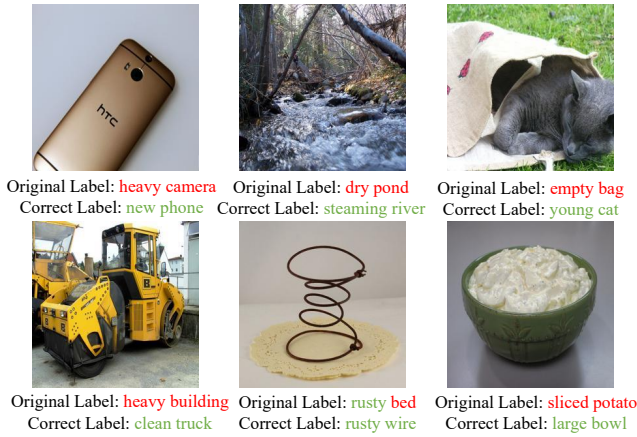 hTC
Original Label: heavy camera
Correct Label: new phone
Original Label: dry pond
Correct Label: steaming river
Original Label: empty bag
Correct Label: young cat
B
B
Original Label: heavy building
Correct Label: clean truck
Original Label: rusty bed
Correct Label: rusty wire
Original Label: sliced potato
Correct Label: large bowl